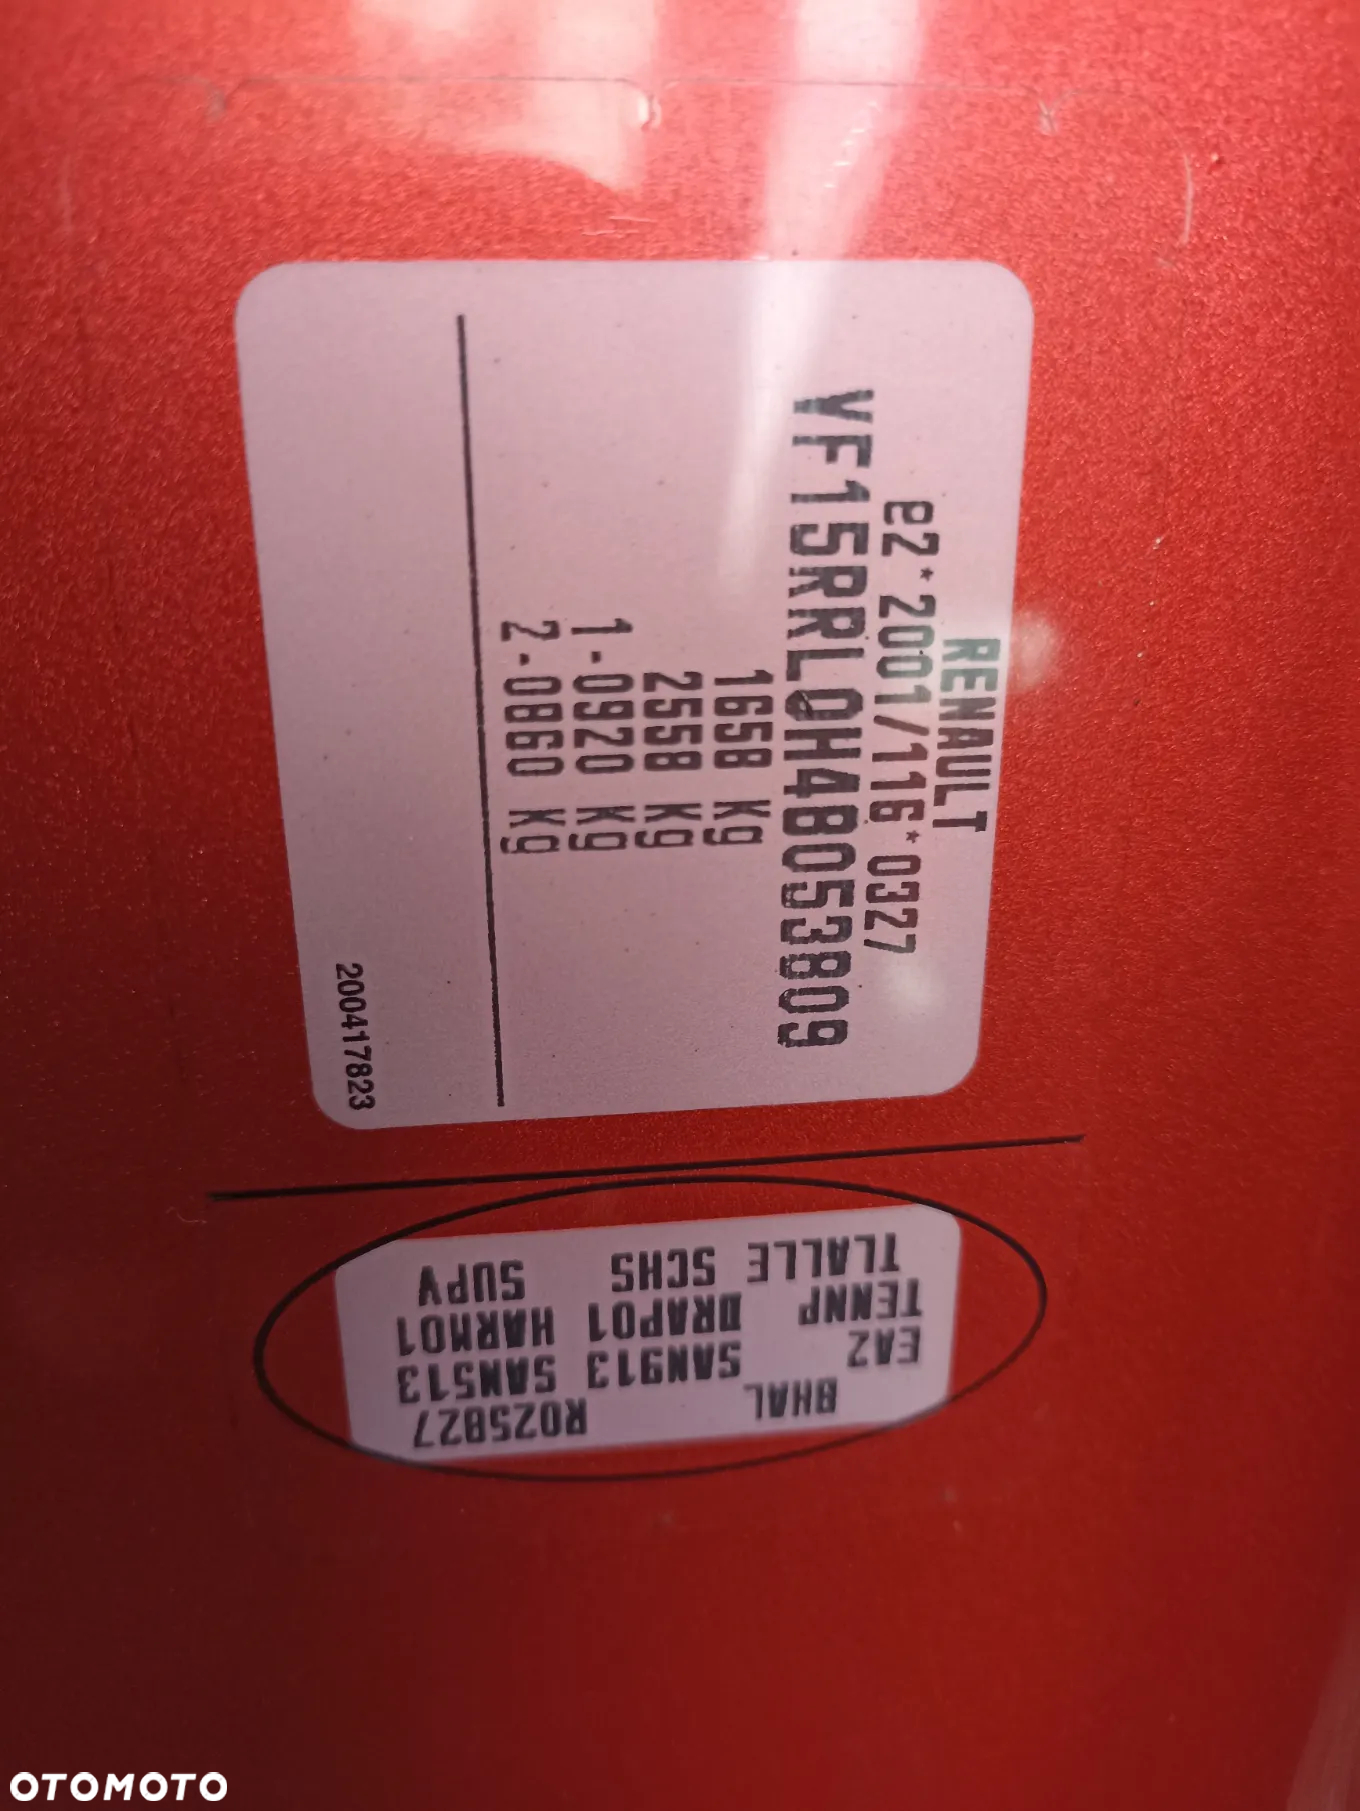 RENAULT
e2*2001/116*0327
VF15RRL0H48053809
1658 Kg
2558 Kg
1-0920 Kg
2-0860 Kg
200417823
BHAL R025827
EA2 SAN913 SAN513
TENNP DRAP01 HARM01
TLALLE SCHS SUPV
OTOMOTO